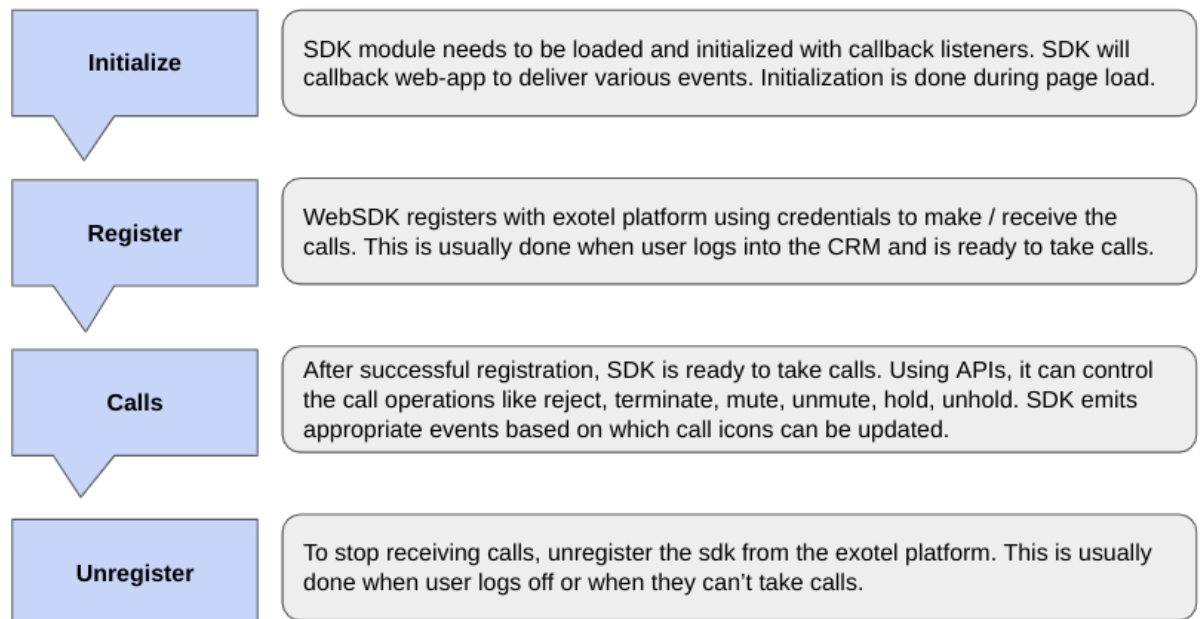 Initialize
SDK module needs to be loaded and initialized with callback listeners. SDK will
callback web-app to deliver various events. Initialization is done during page load.
Register
WebSDK registers with exotel platform using credentials to make / receive the
calls. This is usually done when user logs into the CRM and is ready to take calls.
Calls
After successful registration, SDK is ready to take calls. Using APIs, it can control
the call operations like reject, terminate, mute, unmute, hold, unhold. SDK emits
appropriate events based on which call icons can be updated.
Unregister
To stop receiving calls, unregister the sdk from the exotel platform. This is usually
done when user logs off or when they can’t take calls.